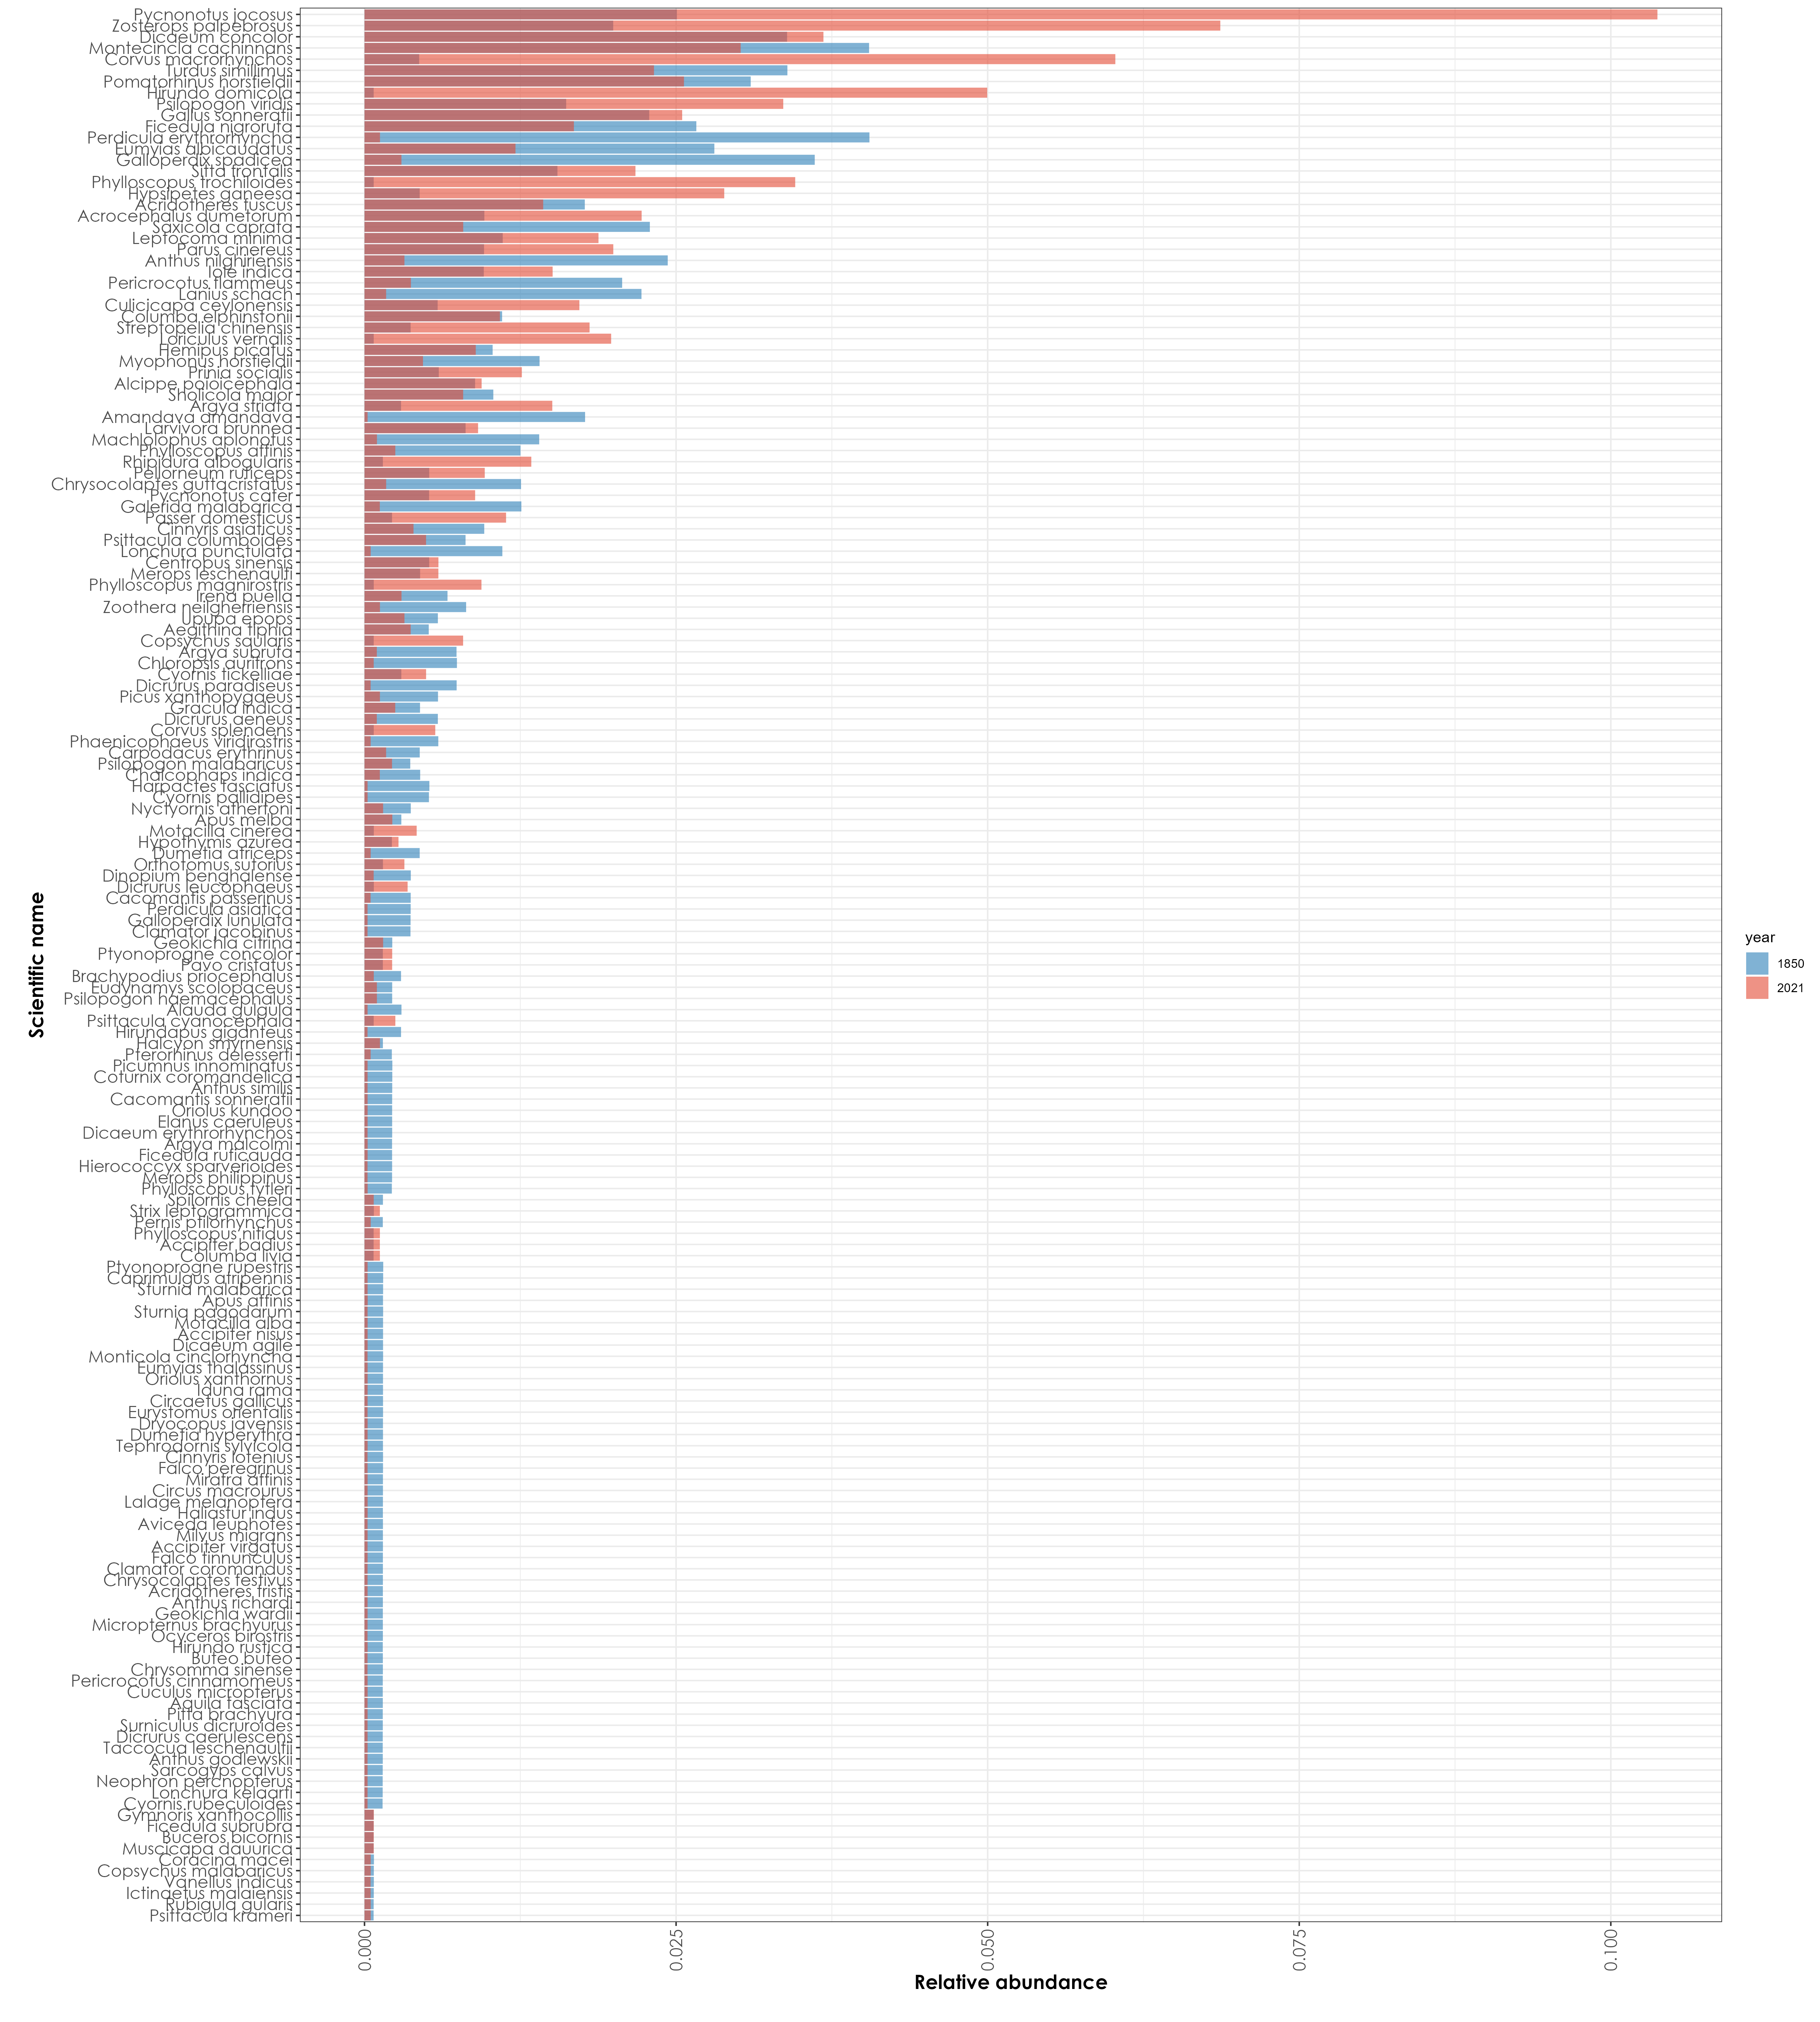 Pycnonotus jocosus
Zosterops palpebrosus
Dicaeum concolor
Montecincla cachinnans
Corvus macrorhynchos
Turdus simillimus
Pomatorhinus horsfieldii
Hirundo domicola
Psilopogon viridis
Gallus sonneratii
Ficedula nigrorufa
Perdicula erythrorhyncha
Eumyias albicaudatus
Galloperdix spadicea
Sitta frontalis
Phylloscopus trochiloides
Hypsipetes ganeesa
Acridotheres fuscus
Acrocephalus dumetorum
Saxicola caprata
Leptocoma minima
Parus cinereus
Anthus nilghiriensis
Iole indica
Pericrocotus flammeus
Lanius schach
Culicicapa ceylonensis
Columba elphinstonii
Streptopelia chinensis
Loriculus vernalis
Hemipus picatus
Myophonus horsfieldii
Prinia socialis
Alcippe poioicephala
Sholicola major
Argya striata
Amandava amandava
Larvivora brunnea
Machlolophus aplonotus
Phylloscopus affinis
Rhipidura albogularis
Pellorneum ruficeps
Chrysocolaptes guttacristatus
Pycnonotus cafer
Galerida malabarica
Passer domesticus
Cinnyris asiaticus
Psittacula columboides
Lonchura punctulata
Centropus sinensis
Merops leschenaulti
Phylloscopus magnirostris
Irena puella
Zoothera neilgherriensis
Upupa epops
Aegithina tiphia
Copsychus saularis
Argya subrufa
Chloropsis aurifrons
Cyornis tickelliae
Dicrurus paradiseus
Picus xanthopygaeus
Gracula indica
Dicrurus aeneus
Corvus splendens
Phaenicophaeus viridirostris
Carpodacus erythrinus
Psilopogon malabaricus
Chalcophaps indica
Harpactes fasciatus
Cyornis pallidipes
Nyctyornis athertoni
Apus melba
Motacilla cinerea
Hypothymis azurea
Dumetia atriceps
Orthotomus sutorius
Dinopium benghalense
Dicrurus leucophaeus
Cacomantis passerinus
Perdicula asiatica
Galloperdix lunulata
Clamator jacobinus
Geokichla citrina
Ptyonoprogne concolor
Pavo cristatus
Brachypodius priocephalus
Eudynamys scolopaceus
Psilopogon haemacephalus
Alauda gulgula
Psittacula cyanocephala
Hirundapus giganteus
Halcyon smyrnensis
Pterorhinus delesserti
Picumnus innominatus
Coturnix coromandelica
Anthus similis
Cacomantis sonneratii
Oriolus kundoo
Elanus caeruleus
Dicaeum erythrorhynchos
Argya malcolmi
Ficedula ruficauda
Hierococcyx sparverioides
Merops philippinus
Phylloscopus tytleri
Spilornis cheela
Strix leptogrammica
Pernis ptilorhynchus
Phylloscopus nitidus
Accipiter badius
Columba livia
Ptyonoprogne rupestris
Caprimulgus atripennis
Sturnia malabarica
Apus affinis
Sturnia pagodarum
Motacilla alba
Accipiter nisus
Dicaeum agile
Monticola cinclorhyncha
Eumyias thalassinus
Oriolus xanthornus
Iduna rama
Circaetus gallicus
Eurystomus orientalis
Dryocopus javensis
Dumetia hyperythra
Tephrodornis sylvicola
Cinnyris lotenius
Falco peregrinus
Mirafra affinis
Circus macrourus
Lalage melanoptera
Haliastur indus
Aviceda leuphotes
Milvus migrans
Accipiter virgatus
Falco tinnunculus
Clamator coromandus
Chrysocolaptes festivus
Acridotheres tristis
Anthus richardi
Geokichla wardii
Micropternus brachyurus
Ocyceros birostris
Hirundo rustica
Buteo buteo
Chrysomma sinense
Pericrocotus cinnamomeus
Cuculus micropterus
Aquila fasciata
Pitta brachyura
Surniculus dicruroides
Dicrurus caerulescens
Taccocua leschenaultii
Anthus godlewskii
Sarcogyps calvus
Neophron percnopterus
Lonchura kelaarti
Cyornis rubeculoides
Gymnoris xanthocollis
Ficedula subrubra
Buceros bicornis
Muscicapa dauurica
Coracina macei
Copsychus malabaricus
Vanellus indicus
Ictinaetus malaiensis
Rubigula gularis
Psittacula krameri
Scientific name
0.000
0.025
0.050
0.075
0.100
Relative abundance
year
1850
2021